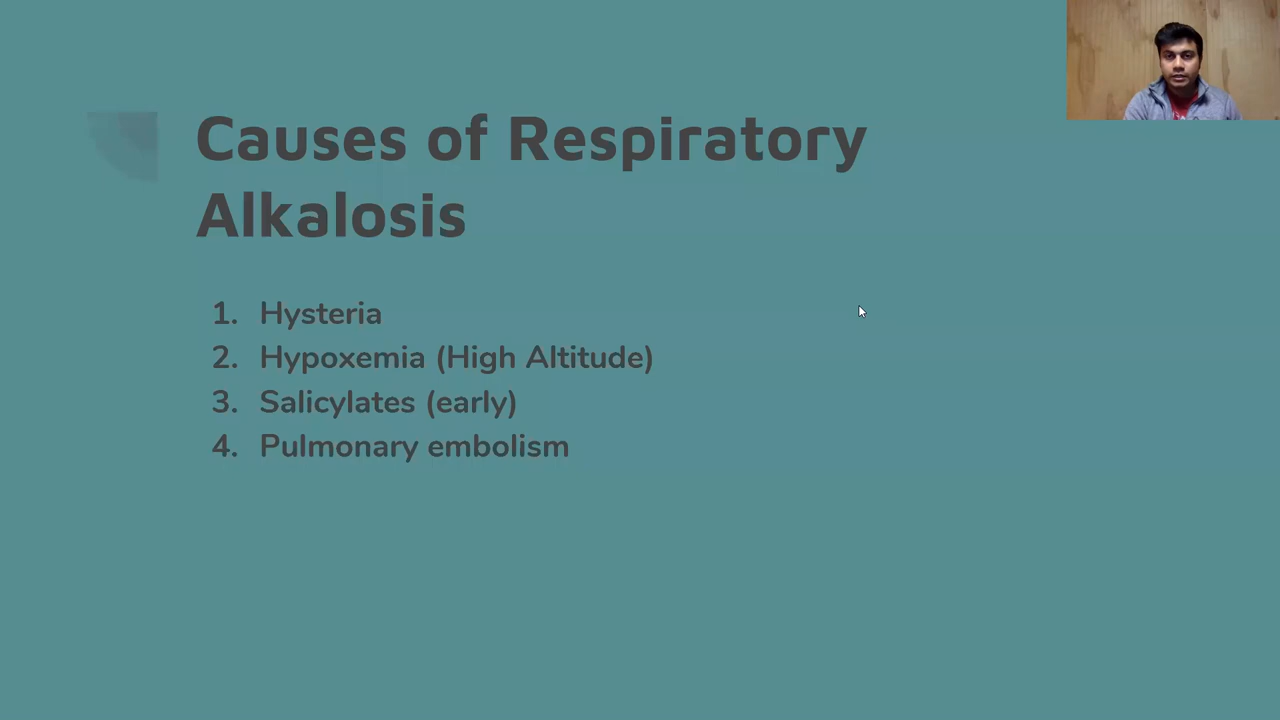 Causes of Respiratory
Alkalosis
1. Hysteria
2. Hypoxemia (High Altitude)
3. Salicylates (early)
4. Pulmonary embolism